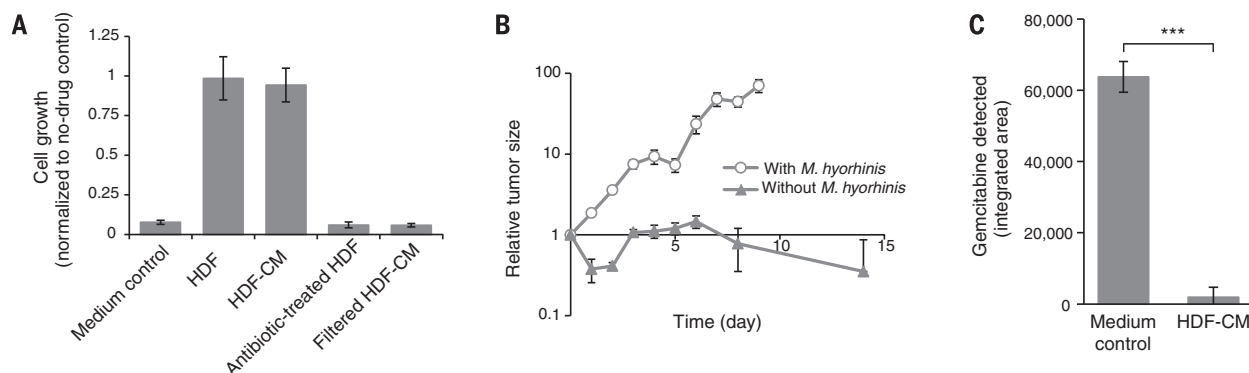 A
Cell growth
(normalized to no-drug control)
1.25
1
0.75
0.5
0.25
0
Medium control
HDF
HDF-CM
Antibiotic-treated HDF
Filtered HDF-CM
B
Relative tumor size
100
10
1
0.1
5
10
15
Time (day)
With M. hyorhinis
Without M. hyorhinis
C
Gemcitabine detected
(integrated area)
80,000
60,000
40,000
20,000
0
***
Medium
control
HDF-CM